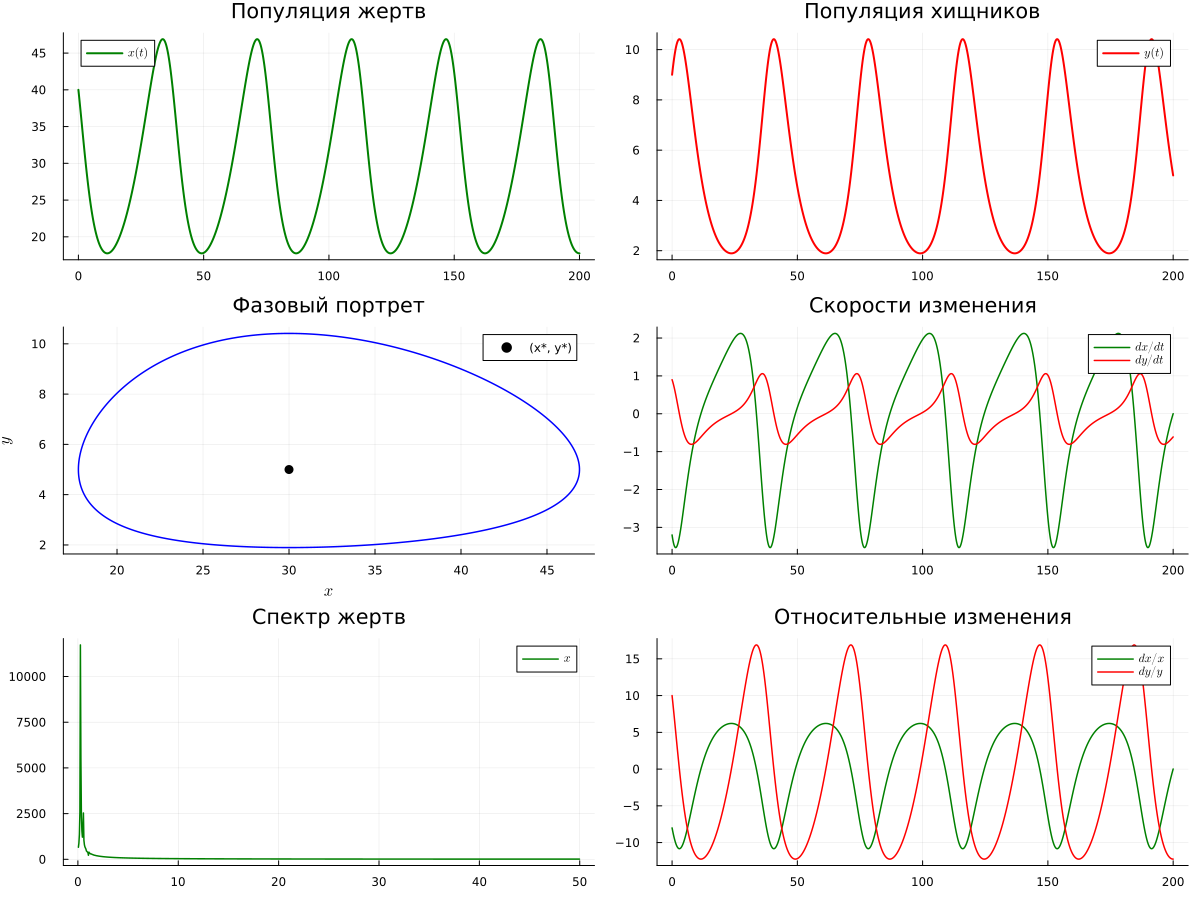 Популяция жертв
x(t)
45
40
35
30
25
20
0 50 100 150 200
Популяция хищников
y(t)
10
8
6
4
2
0 50 100 150 200
Фазовый портрет
(x*, y*)
y
10
8
6
4
2
20 25 30 35 40 45
x
Скорости изменения
dx/dt
dy/dt
2
1
0
−1
−2
−3
0 50 100 150 200
Спектр жертв
x
10000
7500
5000
2500
0
0 10 20 30 40 50
Относительные изменения
dx/x
dy/y
15
10
5
0
−5
−10
0 50 100 150 200